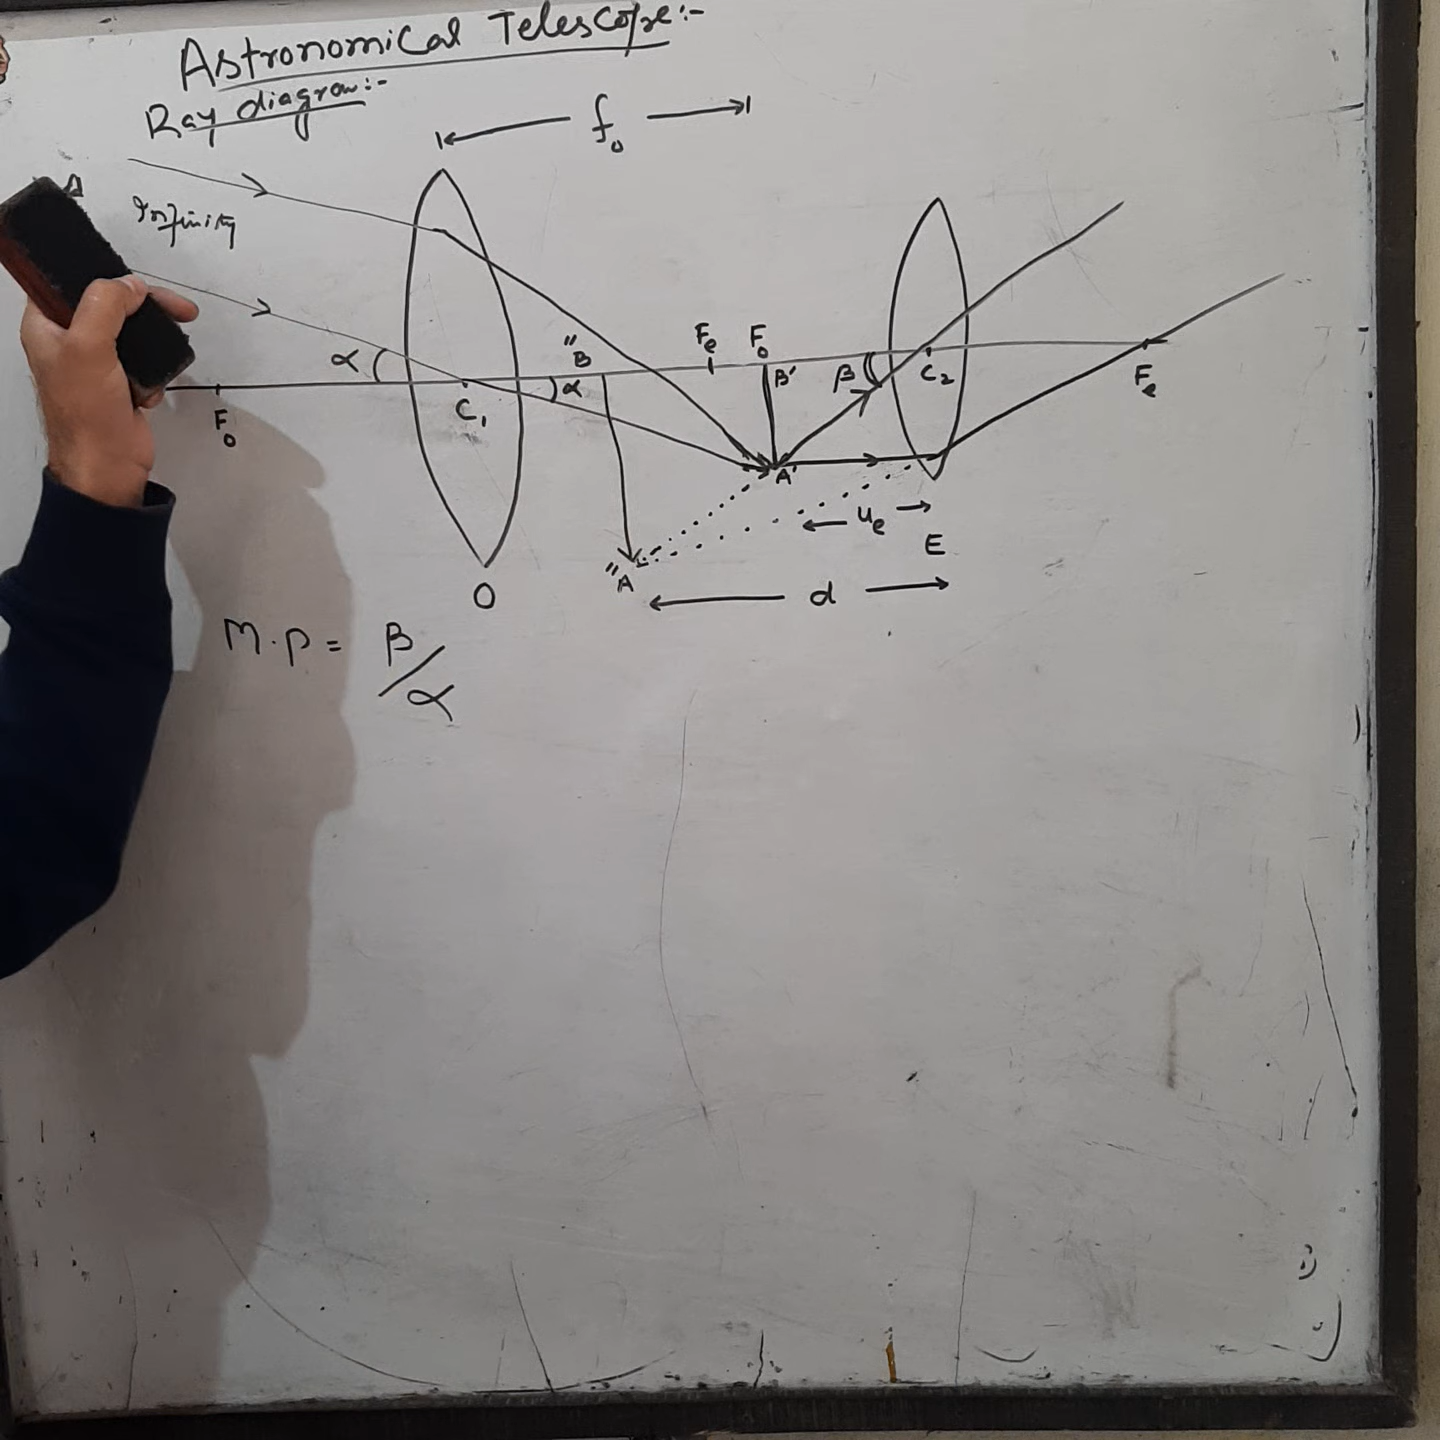 Astronomical Telescope:-
Ray diagram:-
f₀
A
Infinity
α
α
"B
Fe
F₀
B'
β
C₂
Fe
F₀
C₁
A'
ue
E
"A
d
O
M.P = β/α